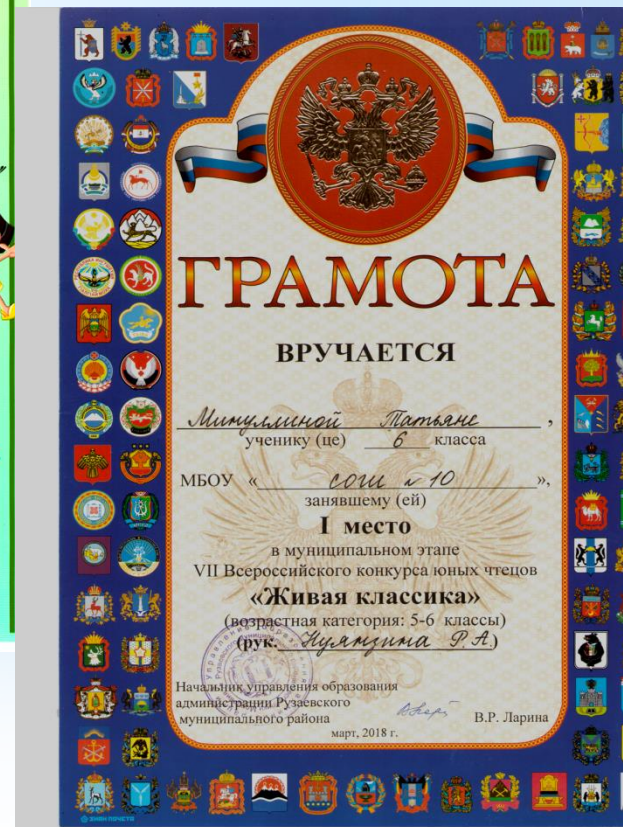 ГРАМОТА
ВРУЧАЕТСЯ
Минуллиной Татьяне ,
ученику (це) 6 класса
МБОУ « СОШ № 10 »,
занявшему (ей)
I место
в муниципальном этапе
VII Всероссийского конкурса юных чтецов
«Живая классика»
(возрастная категория: 5-6 классы)
(рук. Нуянзина Р.А.)
Начальник управления образования
администрации Рузаевского
муниципального района В.Р. Ларина
март, 2018 г.